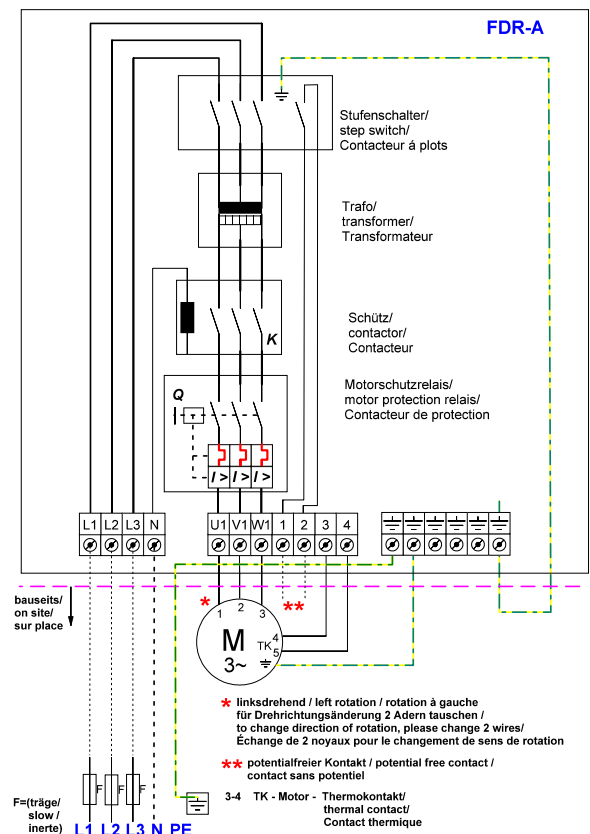 FDR-A
Stufenschalter/
step switch/
Contacteur á plots
Trafo/
transformer/
Transformateur
Schütz/
contactor/
Contacteur
K
Motorschutzrelais/
motor protection relais/
Contacteur de protection
Q
I > I > I >
L1 L2 L3 N U1 V1 W1 1 2 3 4
bauseits/
on site/
sur place
* **
1 2 3
M
3~
TK 4
5
* linksdrehend / left rotation / rotation à gauche
für Drehrichtungsänderung 2 Adern tauschen /
to change direction of rotation, please change 2 wires/
Échange de 2 noyaux pour le changement de sens de rotation
** potentialfreier Kontakt / potential free contact /
contact sans potentiel
3-4 TK - Motor - Thermokontakt/
thermal contact/
Contact thermique
F=(träge/
slow /
inerte)
F F F
L1 L2 L3 N PE